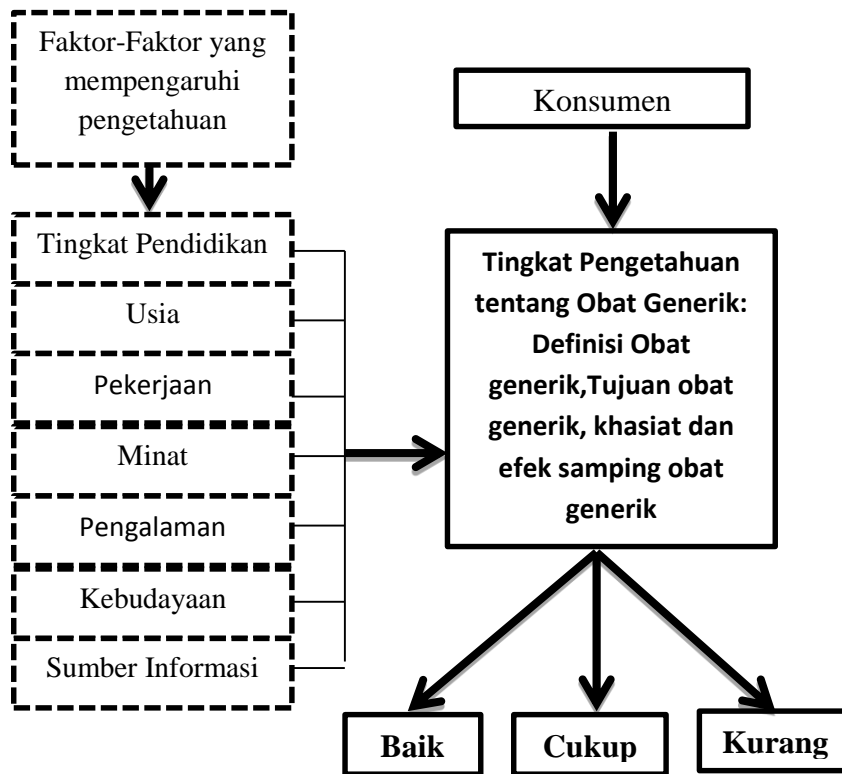 Faktor-Faktor yang
mempengaruhi
pengetahuan
Tingkat Pendidikan
Usia
Pekerjaan
Minat
Pengalaman
Kebudayaan
Sumber Informasi
Konsumen
Tingkat Pengetahuan
tentang Obat Generik:
Definisi Obat
generik,Tujuan obat
generik, khasiat dan
efek samping obat
generik
Baik
Cukup
Kurang